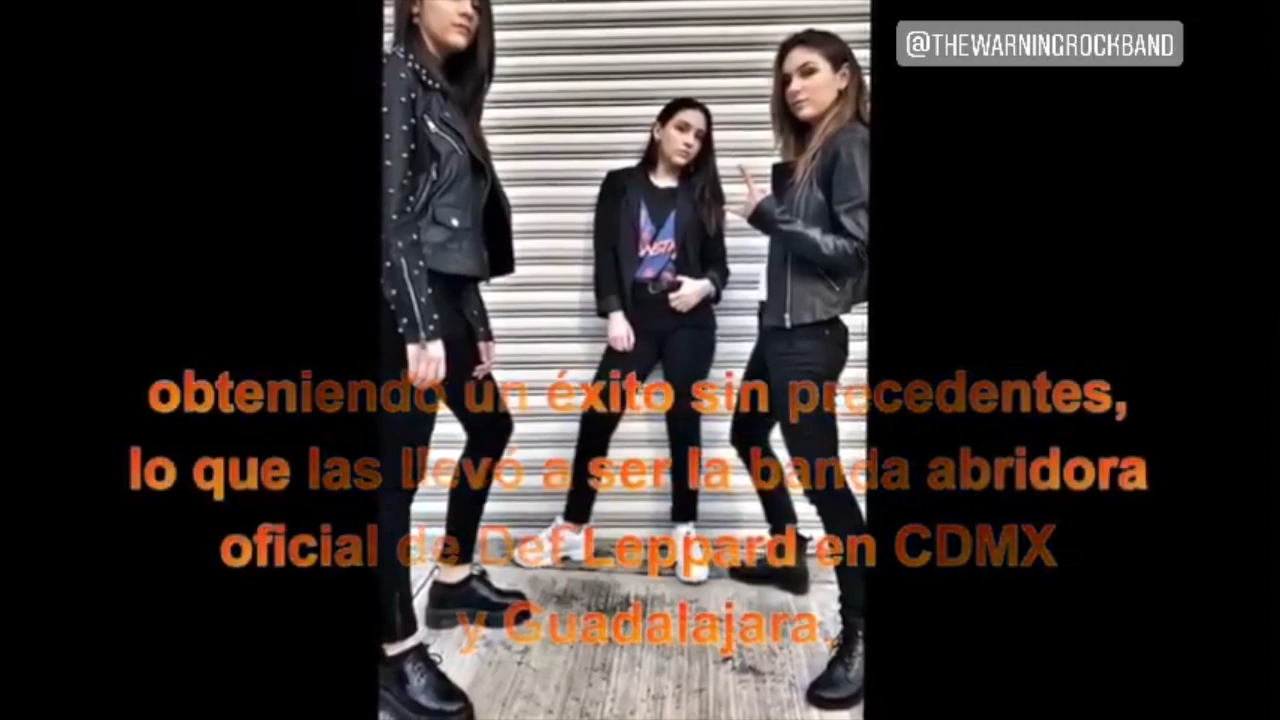 @THEWARNINGROCKBAND
obteniendo un éxito sin precedentes,
lo que las llevó a ser la banda abridora
oficial de Def Leppard en CDMX
y Guadalajara,